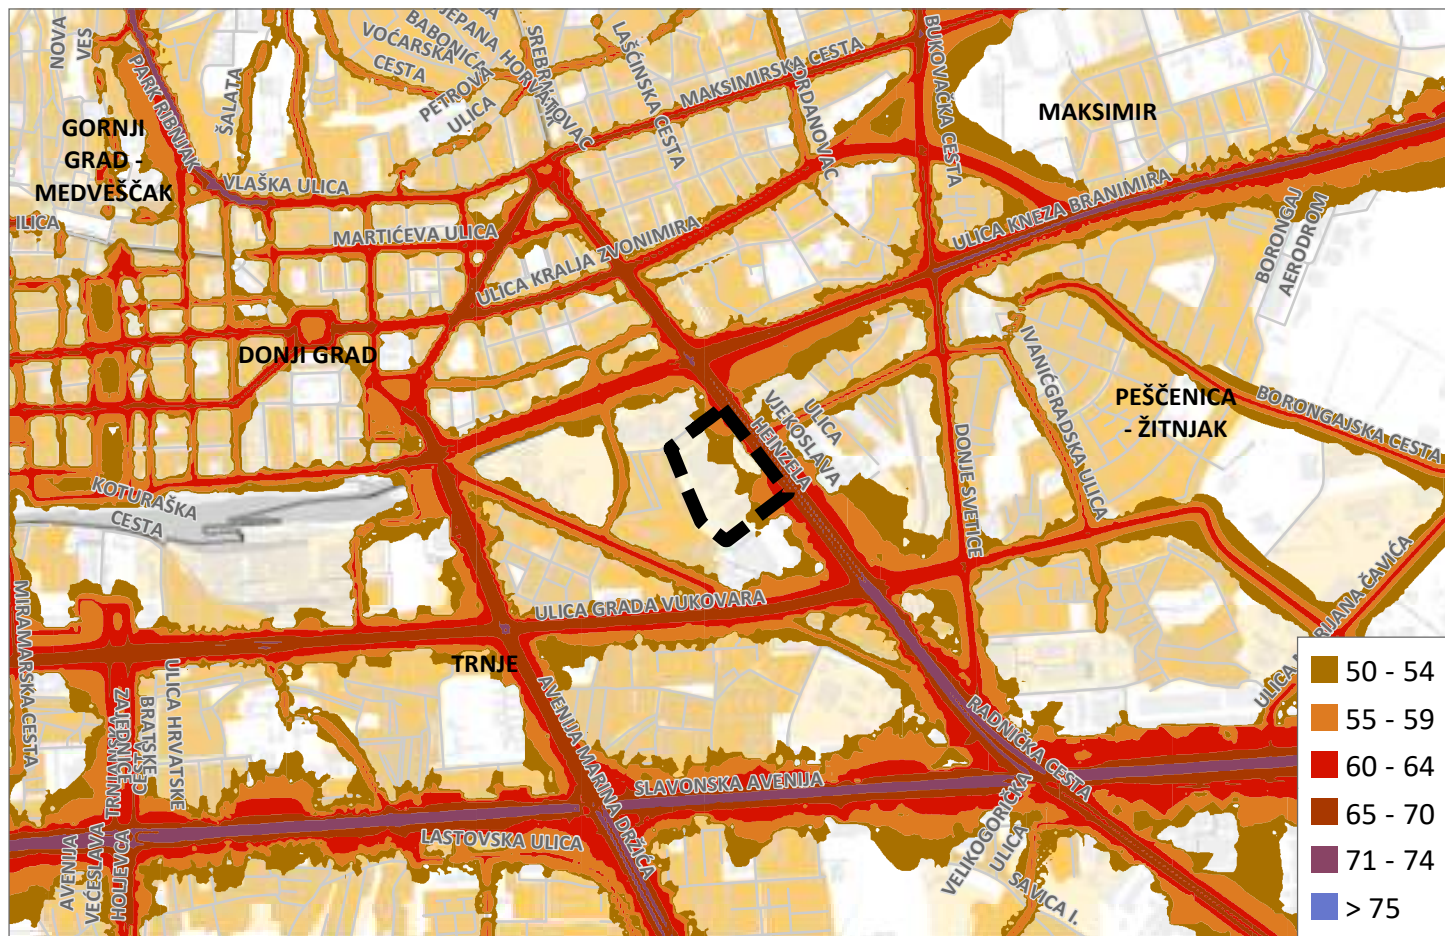 NOVA
VES
ŠALATA
BABONIĆA
VOĆARSKA
CESTA
PETROVA
ULICA
LAŠĆINSKA CESTA
MAKSIMIRSKA CESTA
BUKOVAČKA CESTA
MAKSIMIR
PARK RIBNJAK
GORNJI
GRAD -
MEDVEŠČAK
VLAŠKA ULICA
ILICA
MARTIĆEVA ULICA
ULICA KRALJA ZVONIMIRA
ULICA KNEZA BRANIMIRA
BORONGAJ
AERODROM
DONJI GRAD
IVANIĆGRADSKA ULICA
PEŠČENICA
- ŽITNJAK
BORONGAJSKA CESTA
ULICA
VJEKOSLAVA
HEINZELA
DONJE SVETICE
KOTURAŠKA
CESTA
ULICA GRADA VUKOVARA
MIRAMARSKA CESTA
TRNJE
ULICA HRVATSKE
BRATSKE
ZAJEDNICE
CESTA
TRNJANSKA
AVENIJA MARINA DRŽIĆA
RADNIČKA CESTA
SLAVONSKA AVENIJA
LASTOVSKA ULICA
AVENIJA
VEĆESLAVA
HOLJEVCA
VELIKOGORIČKA
ULICA
SAVICA I.
50 - 54
55 - 59
60 - 64
65 - 70
71 - 74
> 75